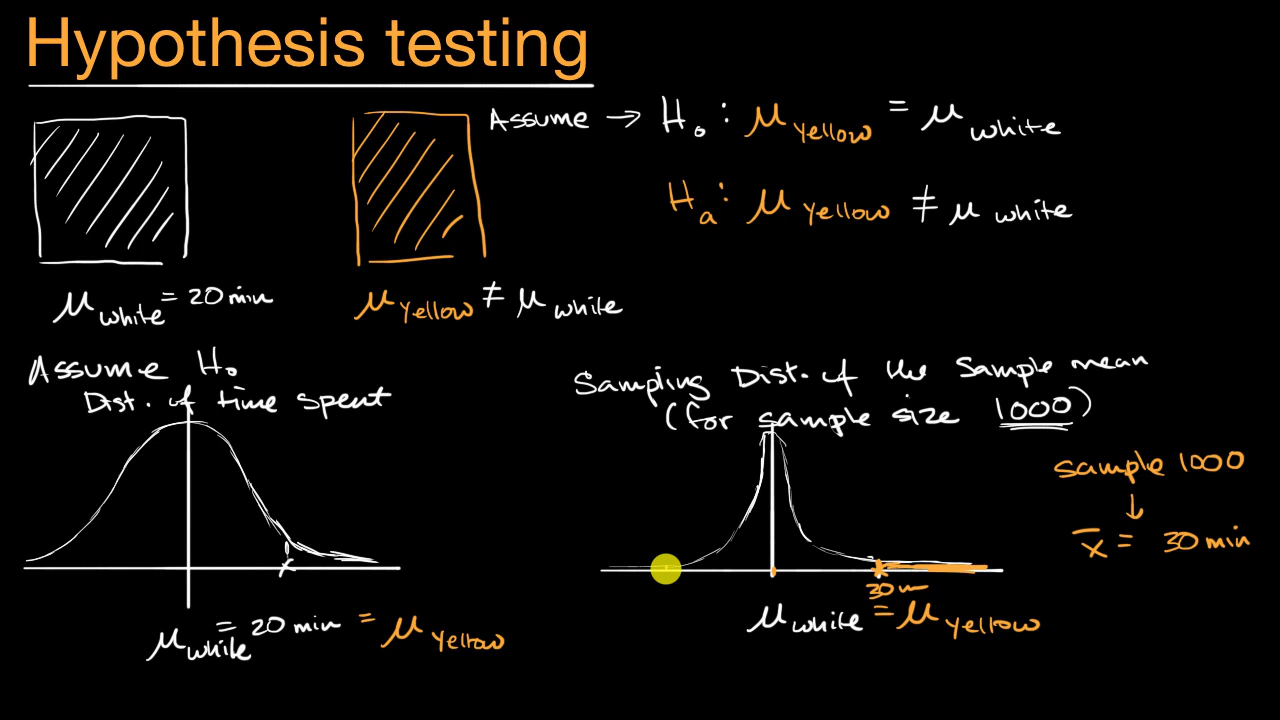 Hypothesis testing
Assume → H₀ : μ yellow = μ white
Hₐ : μ yellow ≠ μ white
μ white = 20 min
μ yellow ≠ μ white
Assume H₀
Dist. of time spent
Sampling Dist. of the Sample mean
(for sample size 1000)
sample 1000
↓
x̄ = 30 min
x
30 m
μ white = 20 min = μ yellow
μ white = μ yellow